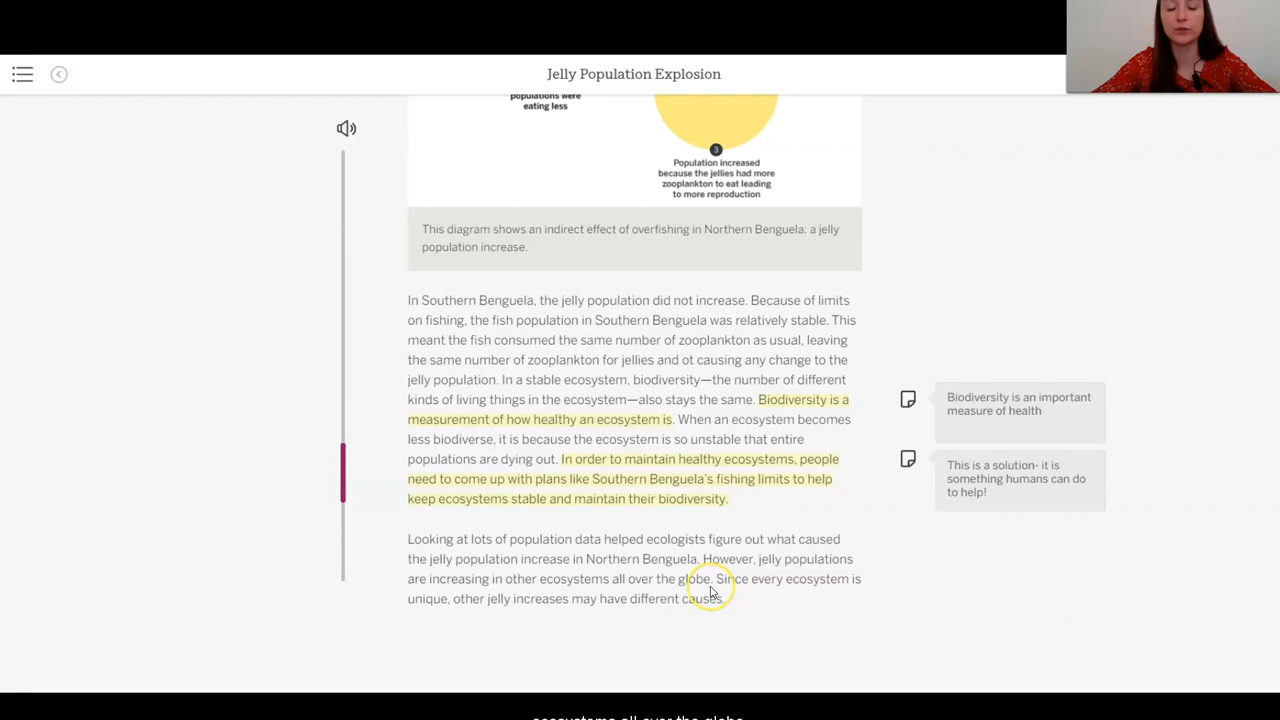 Jelly Population Explosion
populations were
eating less
3
Population increased
because the jellies had more
zooplankton to eat leading
to more reproduction
This diagram shows an indirect effect of overfishing in Northern Benguela: a jelly
population increase.
In Southern Benguela, the jelly population did not increase. Because of limits
on fishing, the fish population in Southern Benguela was relatively stable. This
meant the fish consumed the same number of zooplankton as usual, leaving
the same number of zooplankton for jellies and ot causing any change to the
jelly population. In a stable ecosystem, biodiversity—the number of different
kinds of living things in the ecosystem—also stays the same. Biodiversity is a
measurement of how healthy an ecosystem is. When an ecosystem becomes
less biodiverse, it is because the ecosystem is so unstable that entire
populations are dying out. In order to maintain healthy ecosystems, people
need to come up with plans like Southern Benguela's fishing limits to help
keep ecosystems stable and maintain their biodiversity.
Biodiversity is an important
measure of health
This is a solution- it is
something humans can do
to help!
Looking at lots of population data helped ecologists figure out what caused
the jelly population increase in Northern Benguela. However, jelly populations
are increasing in other ecosystems all over the globe. Since every ecosystem is
unique, other jelly increases may have different causes.
ecosystems all over the globe